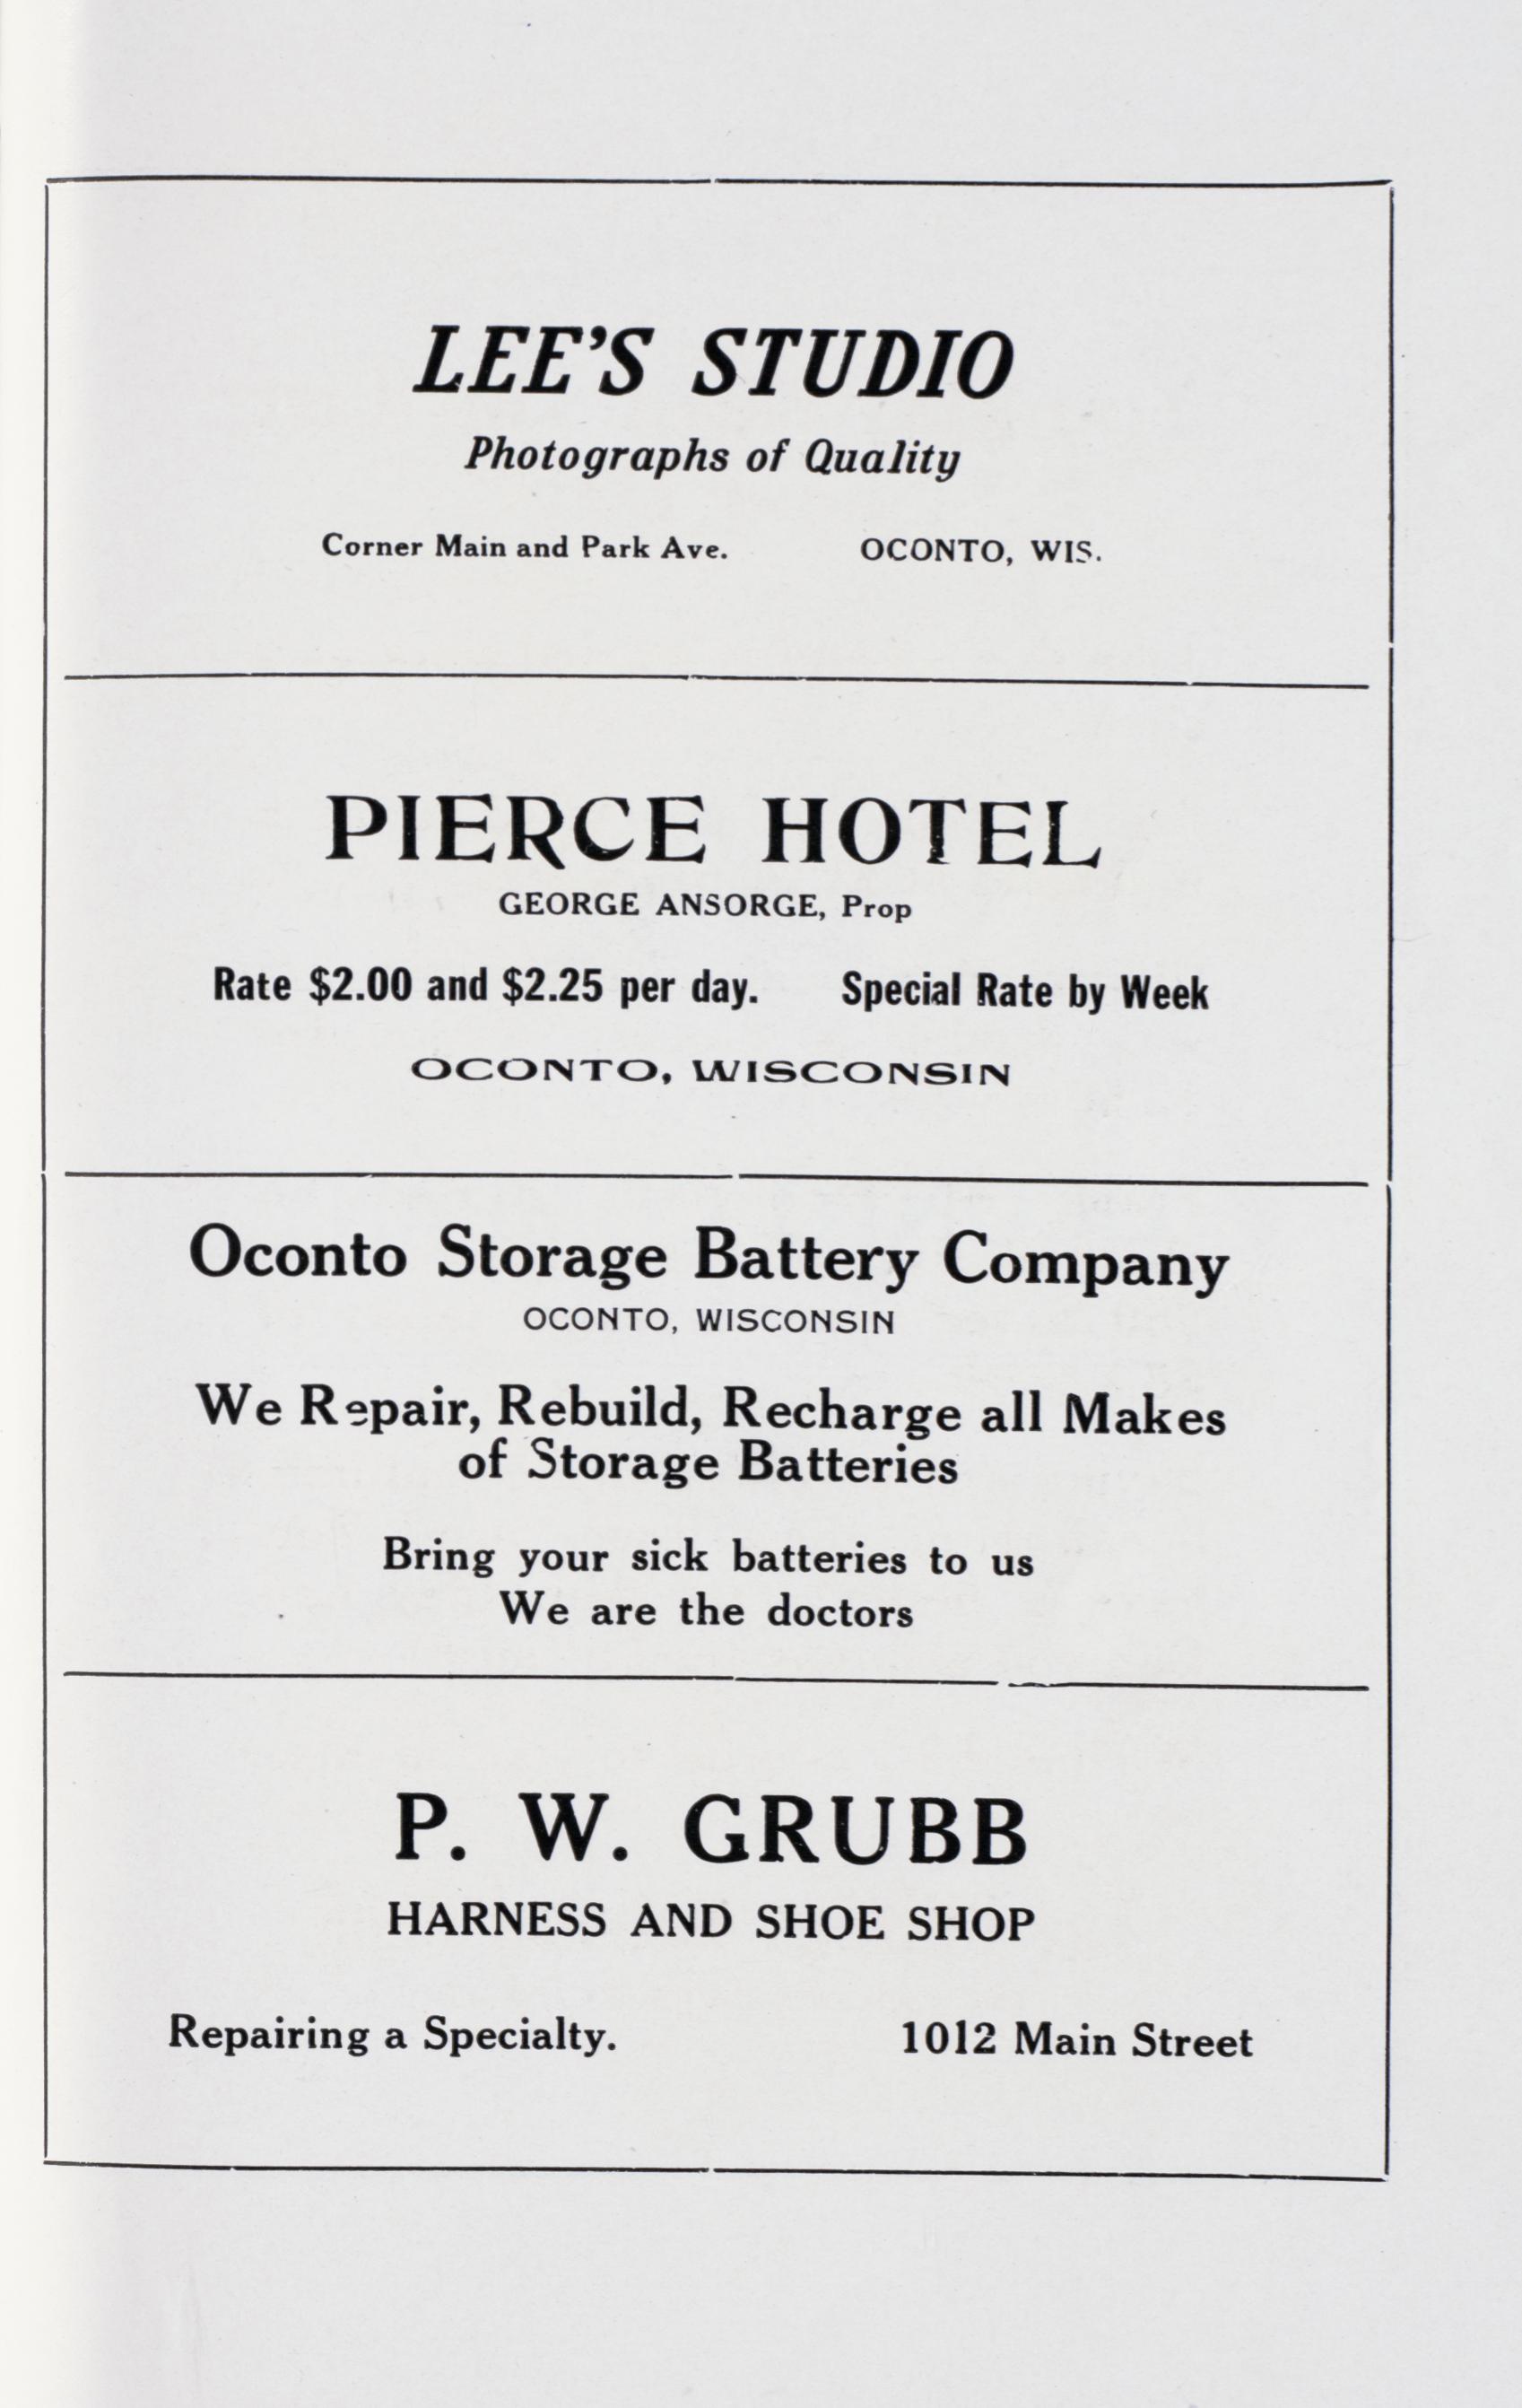 LEE'S STUDIO
Photographs of Quality
Corner Main and Park Ave. OCONTO, WIS.
PIERCE HOTEL
GEORGE ANSORGE, Prop
Rate $2.00 and $2.25 per day. Special Rate by Week
OCONTO, WISCONSIN
Oconto Storage Battery Company
OCONTO, WISCONSIN
We Repair, Rebuild, Recharge all Makes
of Storage Batteries
Bring your sick batteries to us
We are the doctors
P. W. GRUBB
HARNESS AND SHOE SHOP
Repairing a Specialty. 1012 Main Street